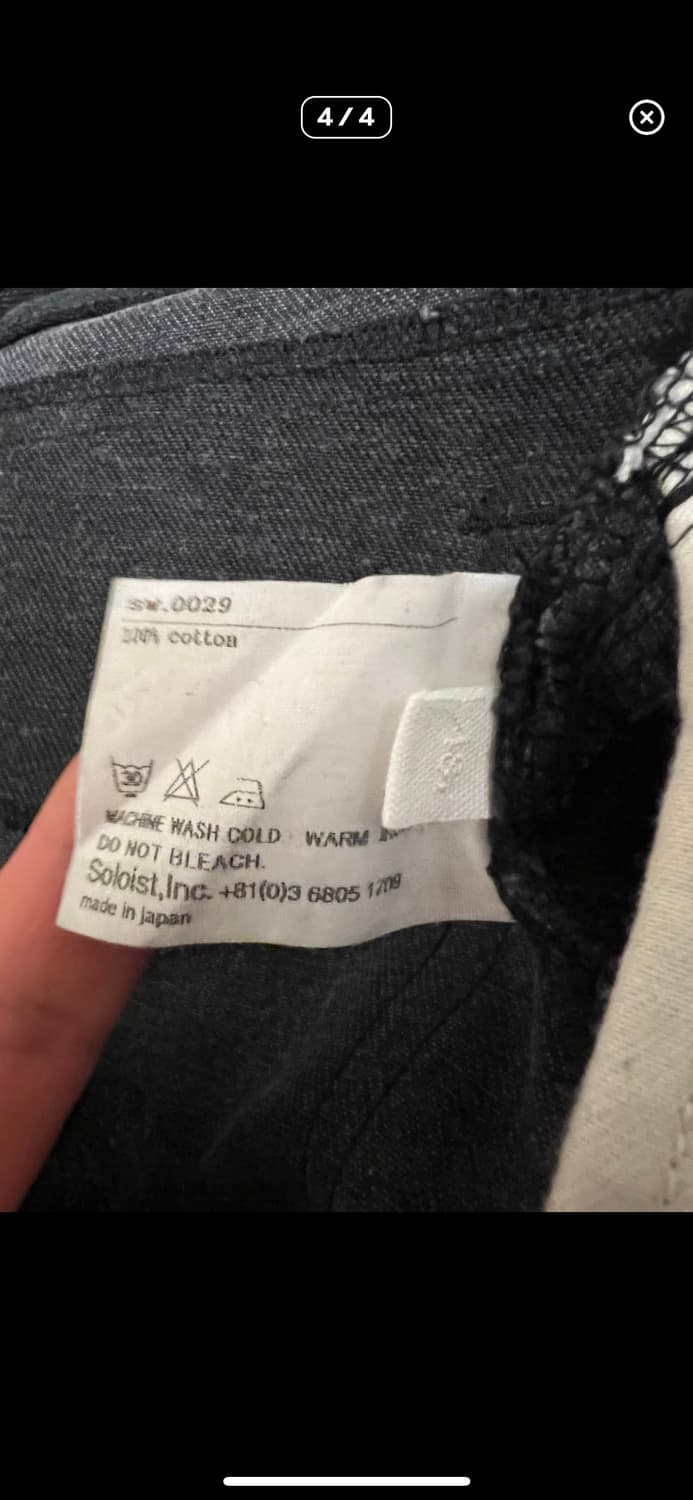 4/4
sw.0029
cotton
30
MACHINE WASH COLD WARM
DO NOT BLEACH.
Soloist,Inc. +81(0)3 6805 1709
made in japan